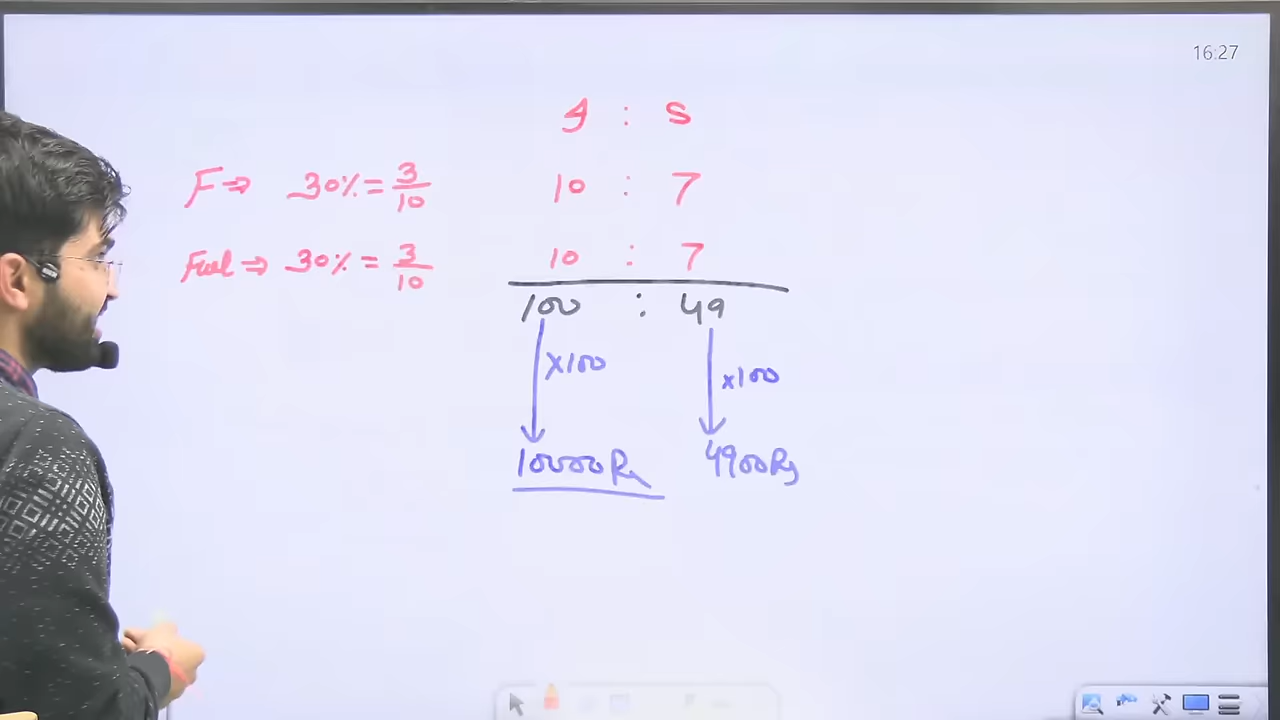 16:27
I : S
F ⇒ 30% = 3/10 10 : 7
Fuel ⇒ 30% = 3/10 10 : 7
100 : 49
×100 ×100
10000Rs 4900Rs